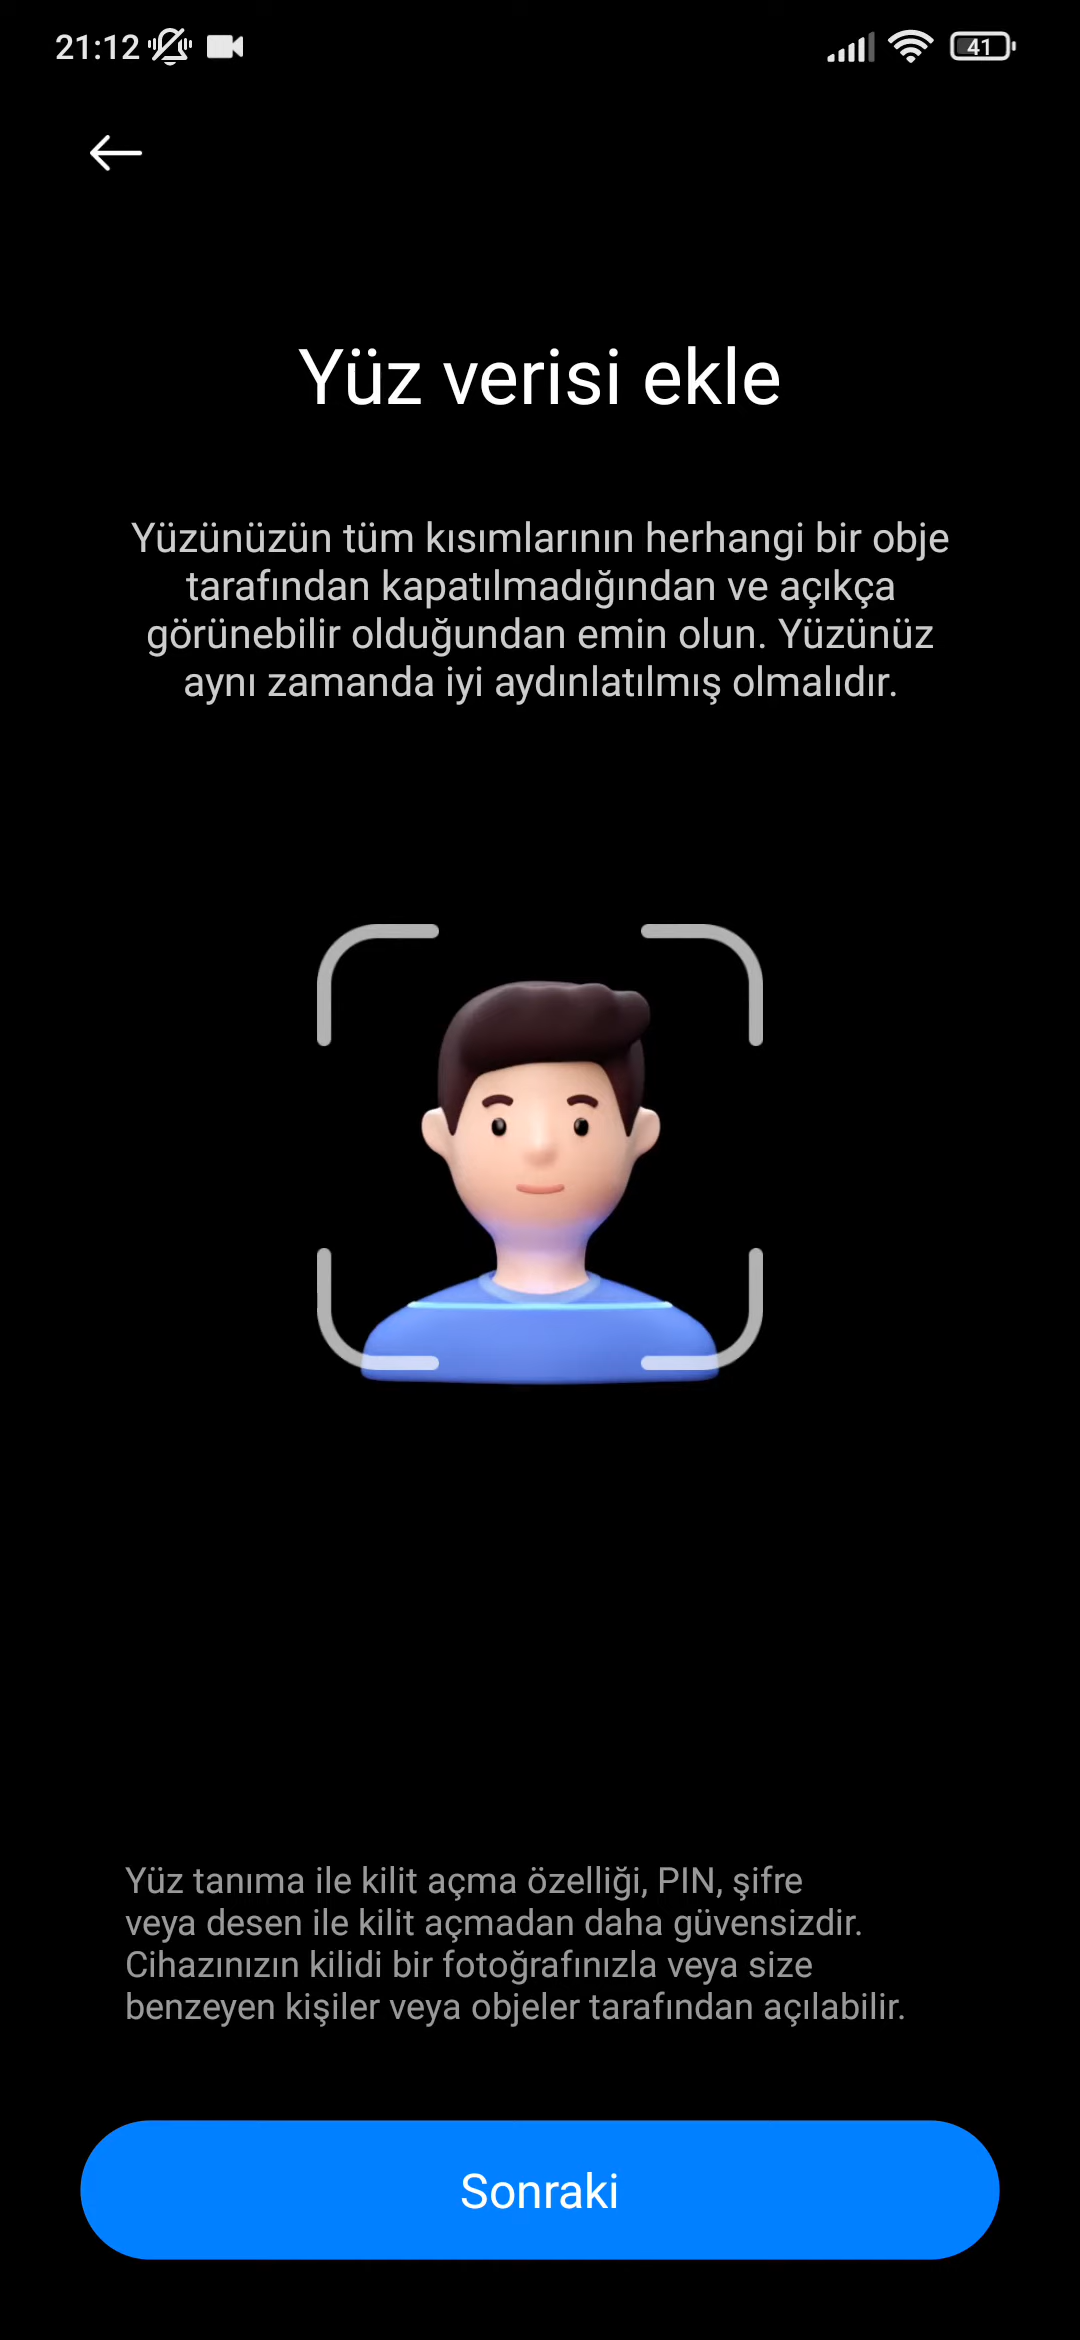 21:12
41
Yüz verisi ekle
Yüzünüzün tüm kısımlarının herhangi bir obje
tarafından kapatılmadığından ve açıkça
görünebilir olduğundan emin olun. Yüzünüz
aynı zamanda iyi aydınlatılmış olmalıdır.
Yüz tanıma ile kilit açma özelliği, PIN, şifre
veya desen ile kilit açmadan daha güvensizdir.
Cihazınızın kilidi bir fotoğrafınızla veya size
benzeyen kişiler veya objeler tarafından açılabilir.
Sonraki